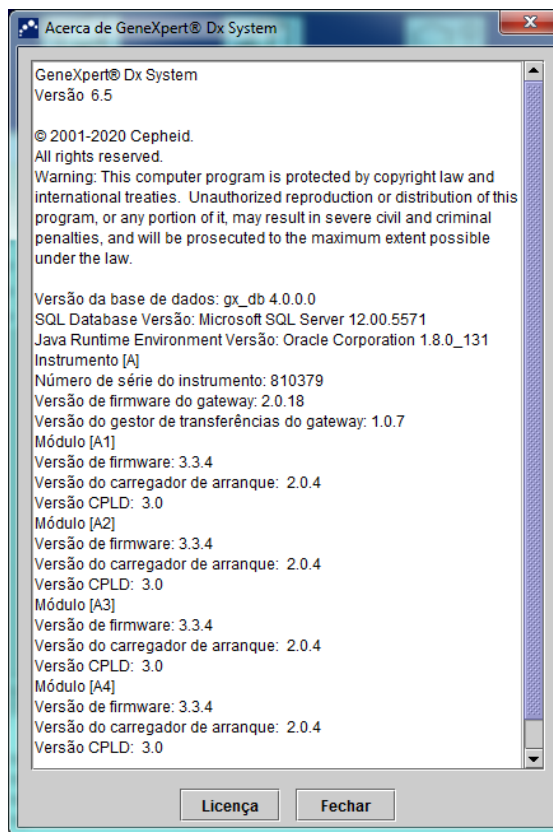 Acerca de GeneXpert® Dx System
GeneXpert® Dx System
Versão 6.5
© 2001-2020 Cepheid.
All rights reserved.
Warning: This computer program is protected by copyright law and
international treaties.  Unauthorized reproduction or distribution of this
program, or any portion of it, may result in severe civil and criminal
penalties, and will be prosecuted to the maximum extent possible
under the law.
Versão da base de dados: gx_db 4.0.0.0
SQL Database Versão: Microsoft SQL Server 12.00.5571
Java Runtime Environment Versão: Oracle Corporation 1.8.0_131
Instrumento [A]
Número de série do instrumento: 810379
Versão de firmware do gateway: 2.0.18
Versão do gestor de transferências do gateway: 1.0.7
Módulo [A1]
Versão de firmware: 3.3.4
Versão do carregador de arranque:  2.0.4
Versão CPLD:  3.0
Módulo [A2]
Versão de firmware: 3.3.4
Versão do carregador de arranque:  2.0.4
Versão CPLD:  3.0
Módulo [A3]
Versão de firmware: 3.3.4
Versão do carregador de arranque:  2.0.4
Versão CPLD:  3.0
Módulo [A4]
Versão de firmware: 3.3.4
Versão do carregador de arranque:  2.0.4
Versão CPLD:  3.0
Licença Fechar